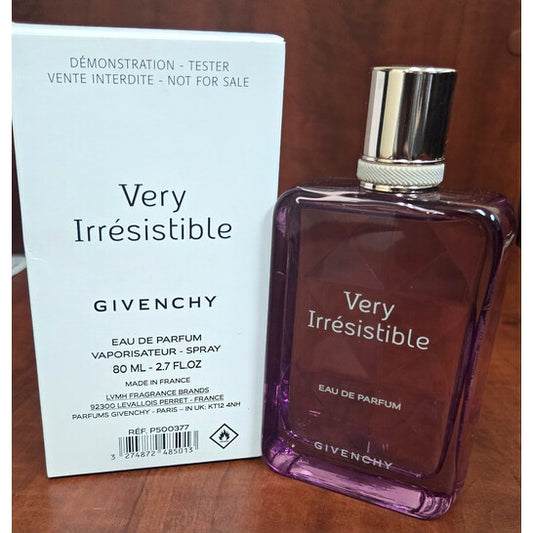 DÉMONSTRATION - TESTER
VENTE INTERDITE - NOT FOR SALE
Very
Irrésistible
GIVENCHY
EAU DE PARFUM
VAPORISATEUR - SPRAY
80 ML - 2.7 FL.OZ
MADE IN FRANCE
LVMH FRAGRANCE BRANDS
92300 LEVALLOIS PERRET - FRANCE
PARFUMS GIVENCHY - PARIS – IN UK: KT12 4NH
RÉF. P500377
3 274872 485013
Very
Irrésistible
EAU DE PARFUM
GIVENCHY